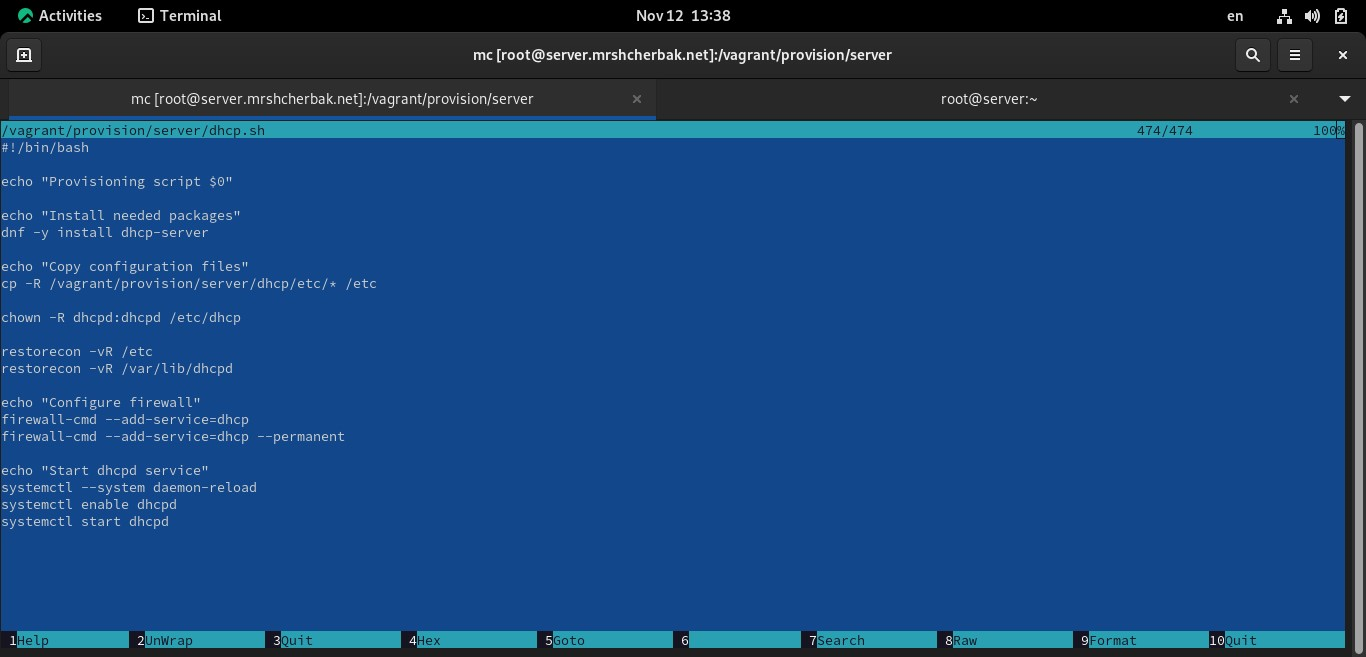 Activities Terminal Nov 12 13:38 en
mc [root@server.mrshcherbak.net]:/vagrant/provision/server
mc [root@server.mrshcherbak.net]:/vagrant/provision/server root@server:~
/vagrant/provision/server/dhcp.sh 474/474 100%
#!/bin/bash
echo "Provisioning script $0"
echo "Install needed packages"
dnf -y install dhcp-server
echo "Copy configuration files"
cp -R /vagrant/provision/server/dhcp/etc/* /etc
chown -R dhcpd:dhcpd /etc/dhcp
restorecon -vR /etc
restorecon -vR /var/lib/dhcpd
echo "Configure firewall"
firewall-cmd --add-service=dhcp
firewall-cmd --add-service=dhcp --permanent
echo "Start dhcpd service"
systemctl --system daemon-reload
systemctl enable dhcpd
systemctl start dhcpd
1Help 2UnWrap 3Quit 4Hex 5Goto 6 7Search 8Raw 9Format 10Quit